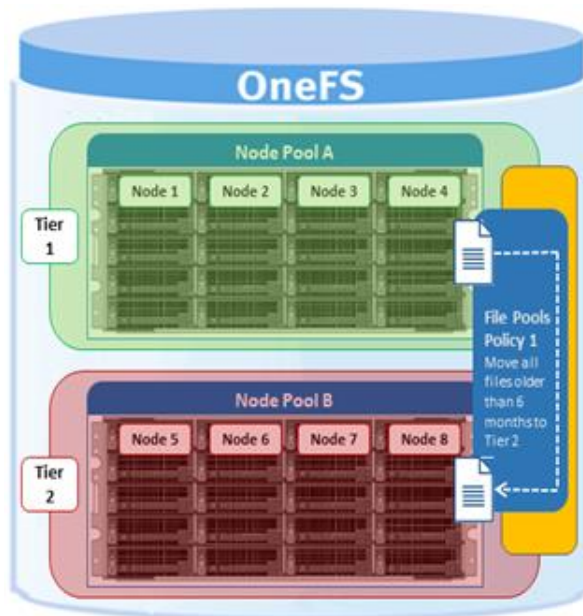 OneFS
Node Pool A
Node 1
Node 2
Node 3
Node 4
Tier
1
File Pools
Policy 1
Move all
files older
than 6
months to
Tier 2
Node Pool B
Node 5
Node 6
Node 7
Node 8
Tier
2